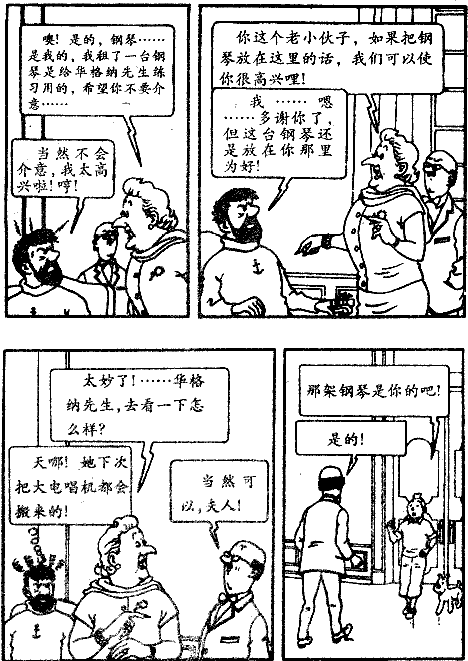 噢！是的，钢琴……
是我的，我租了一台钢
琴是给华格纳先生练
习用的，希望你不要介
意……
当然不会
介意，我太高
兴啦！哼！
你这个老小伙子，如果把钢
琴放在这里的话，我们可以使
你很高兴哩！
我……嗯
……多谢你了，
但这台钢琴还
是放在你那里
为好！
太妙了！……华格
纳先生，去看一下怎
么样？
天哪！她下次
把大电唱机都会
搬来的！
当然可
以，夫人！
那架钢琴是你的吧！
是的！